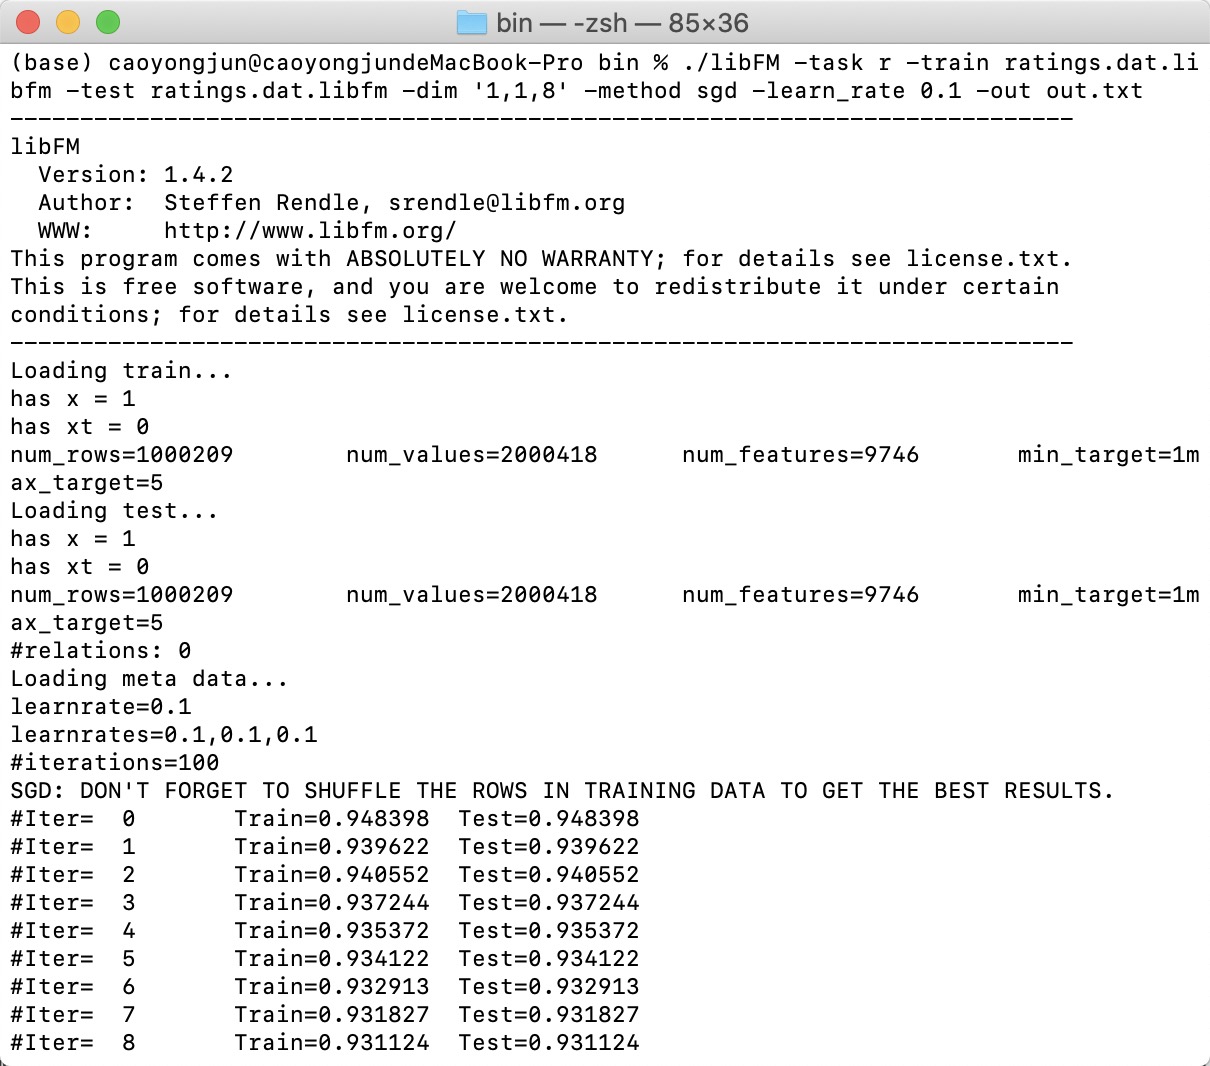 bin — -zsh — 85×36
(base) caoyongjun@caoyongjundeMacBook-Pro bin % ./libFM -task r -train ratings.dat.li
bfm -test ratings.dat.libfm -dim '1,1,8' -method sgd -learn_rate 0.1 -out out.txt
----------------------------------------------------------------------------
libFM
  Version: 1.4.2
  Author:  Steffen Rendle, srendle@libfm.org
  WWW:     http://www.libfm.org/
This program comes with ABSOLUTELY NO WARRANTY; for details see license.txt.
This is free software, and you are welcome to redistribute it under certain
conditions; for details see license.txt.
----------------------------------------------------------------------------
Loading train...
has x = 1
has xt = 0
num_rows=1000209        num_values=2000418      num_features=9746       min_target=1m
ax_target=5
Loading test...
has x = 1
has xt = 0
num_rows=1000209        num_values=2000418      num_features=9746       min_target=1m
ax_target=5
#relations: 0
Loading meta data...
learnrate=0.1
learnrates=0.1,0.1,0.1
#iterations=100
SGD: DON'T FORGET TO SHUFFLE THE ROWS IN TRAINING DATA TO GET THE BEST RESULTS.
#Iter=  0       Train=0.948398  Test=0.948398
#Iter=  1       Train=0.939622  Test=0.939622
#Iter=  2       Train=0.940552  Test=0.940552
#Iter=  3       Train=0.937244  Test=0.937244
#Iter=  4       Train=0.935372  Test=0.935372
#Iter=  5       Train=0.934122  Test=0.934122
#Iter=  6       Train=0.932913  Test=0.932913
#Iter=  7       Train=0.931827  Test=0.931827
#Iter=  8       Train=0.931124  Test=0.931124